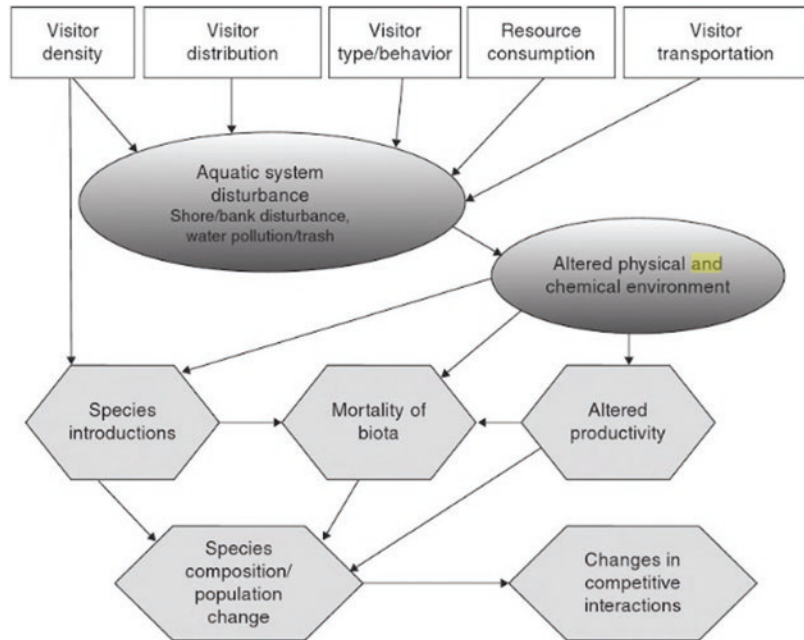 Visitor
density
Visitor
distribution
Visitor
type/behavior
Resource
consumption
Visitor
transportation
Aquatic system
disturbance
Shore/bank disturbance,
water pollution/trash
Altered physical and
chemical environment
Species
introductions
Mortality of
biota
Altered
productivity
Species
composition/
population
change
Changes in
competitive
interactions